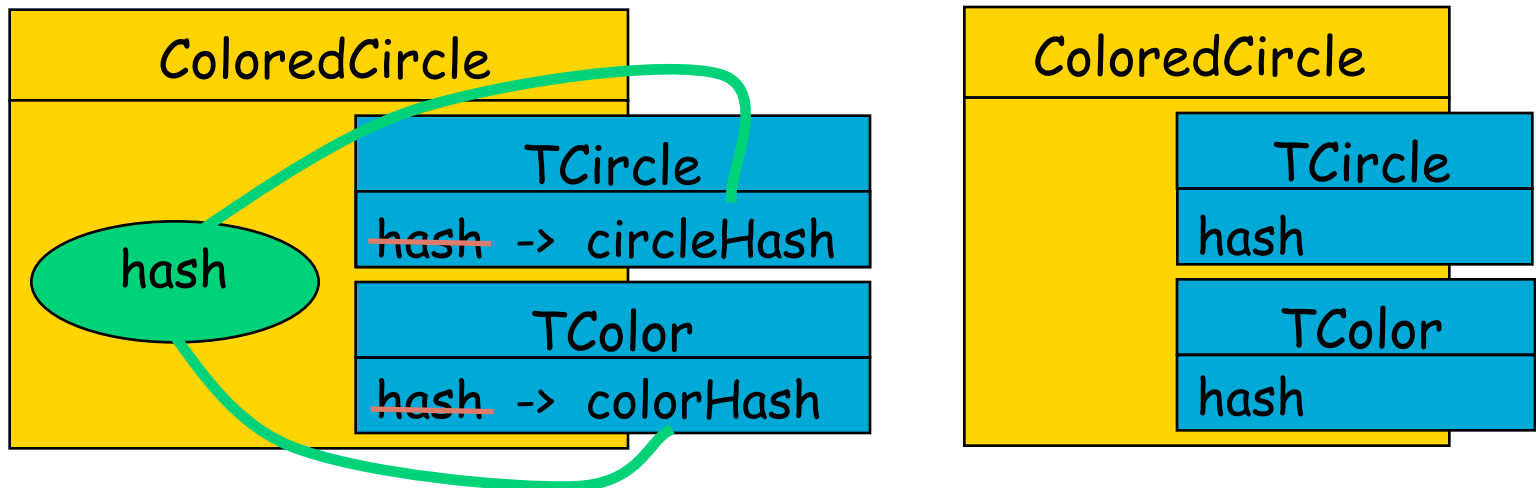 ColoredCircle
TCircle
hash -> circleHash
hash
TColor
hash -> colorHash
ColoredCircle
TCircle
hash
TColor
hash